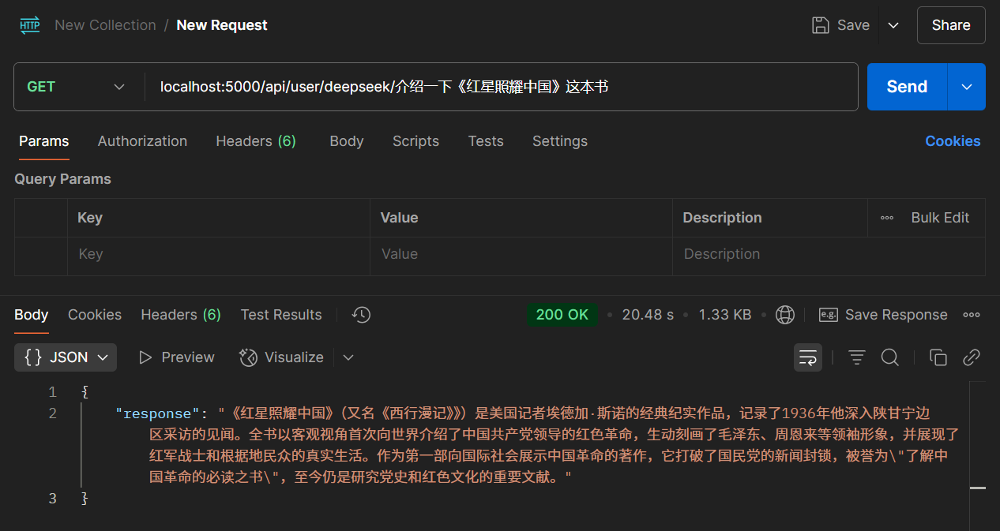 HTTP New Collection / New Request Save Share
GET localhost:5000/api/user/deepseek/介绍一下《红星照耀中国》这本书 Send
Params Authorization Headers (6) Body Scripts Tests Settings Cookies
Query Params
Key Value Description Bulk Edit
Key Value Description
Body Cookies Headers (6) Test Results 200 OK • 20.48 s • 1.33 KB • e.g. Save Response
{} JSON Preview Visualize
1 {
2 "response": "《红星照耀中国》（又名《西行漫记》》）是美国记者埃德加·斯诺的经典纪实作品，记录了1936年他深入陕甘宁边
区采访的见闻。全书以客观视角首次向世界介绍了中国共产党领导的红色革命，生动刻画了毛泽东、周恩来等领袖形象，并展现了
红军战士和根据地民众的真实生活。作为第一部向国际社会展示中国革命的著作，它打破了国民党的新闻封锁，被誉为\"了解中
国革命的必读之书\"，至今仍是研究党史和红色文化的重要文献。"
3 }